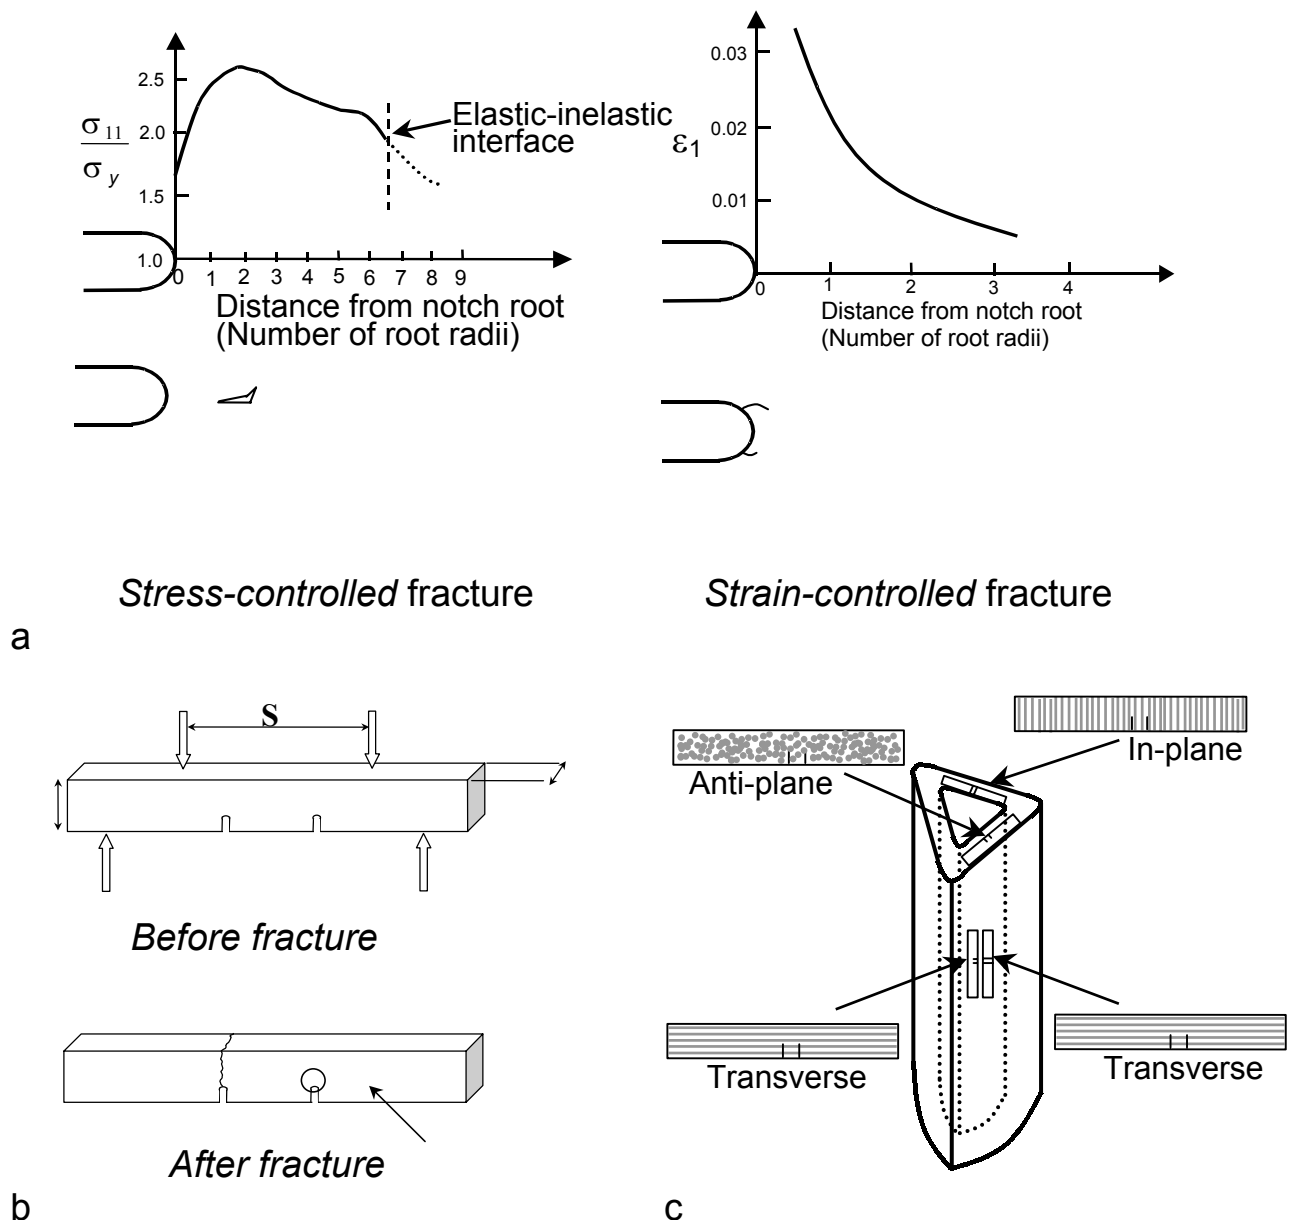 2.5
σ 11
σ y
2.0
1.5
1.0
Elastic-inelastic
interface
0 1 2 3 4 5 6 7 8 9
Distance from notch root
(Number of root radii)
0.03
0.02
ε1
0.01
0 1 2 3 4
Distance from notch root
(Number of root radii)
Stress-controlled fracture
Strain-controlled fracture
a
S
Before fracture
After fracture
b
In-plane
Anti-plane
Transverse
Transverse
c